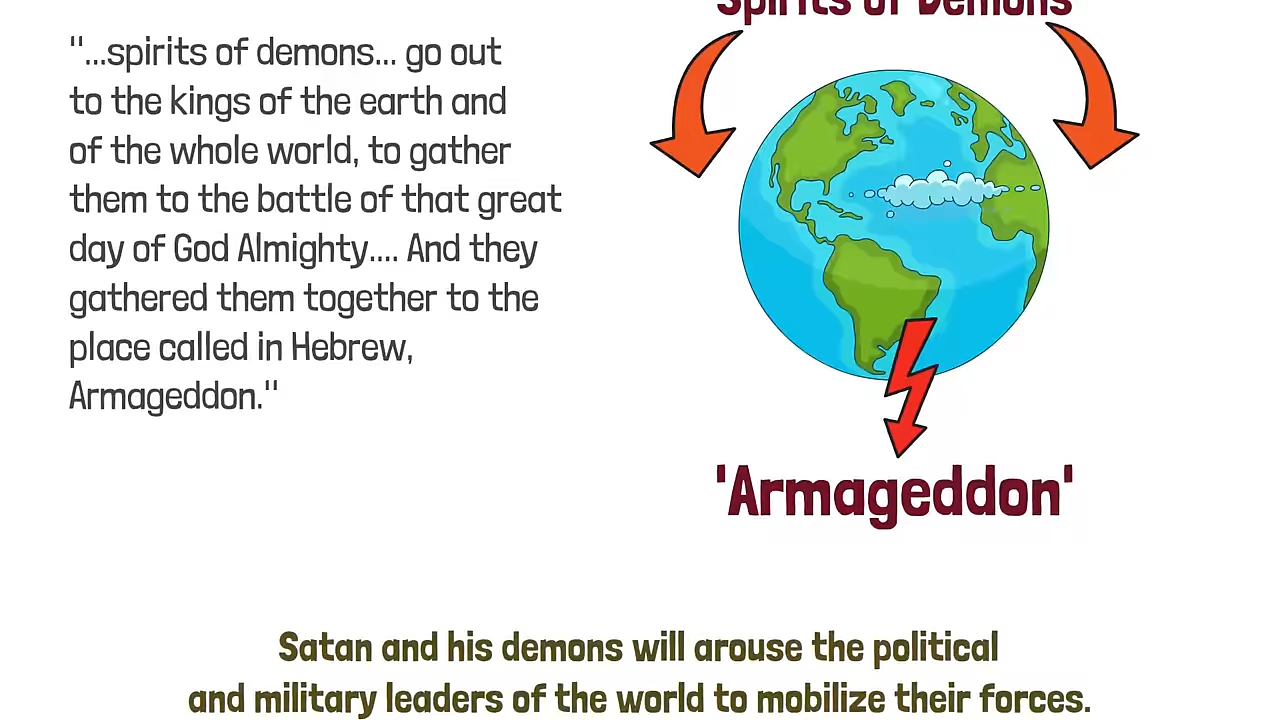 Spirits of Demons
"...spirits of demons... go out
to the kings of the earth and
of the whole world, to gather
them to the battle of that great
day of God Almighty.... And they
gathered them together to the
place called in Hebrew,
Armageddon."
'Armageddon'
Satan and his demons will arouse the political
and military leaders of the world to mobilize their forces.